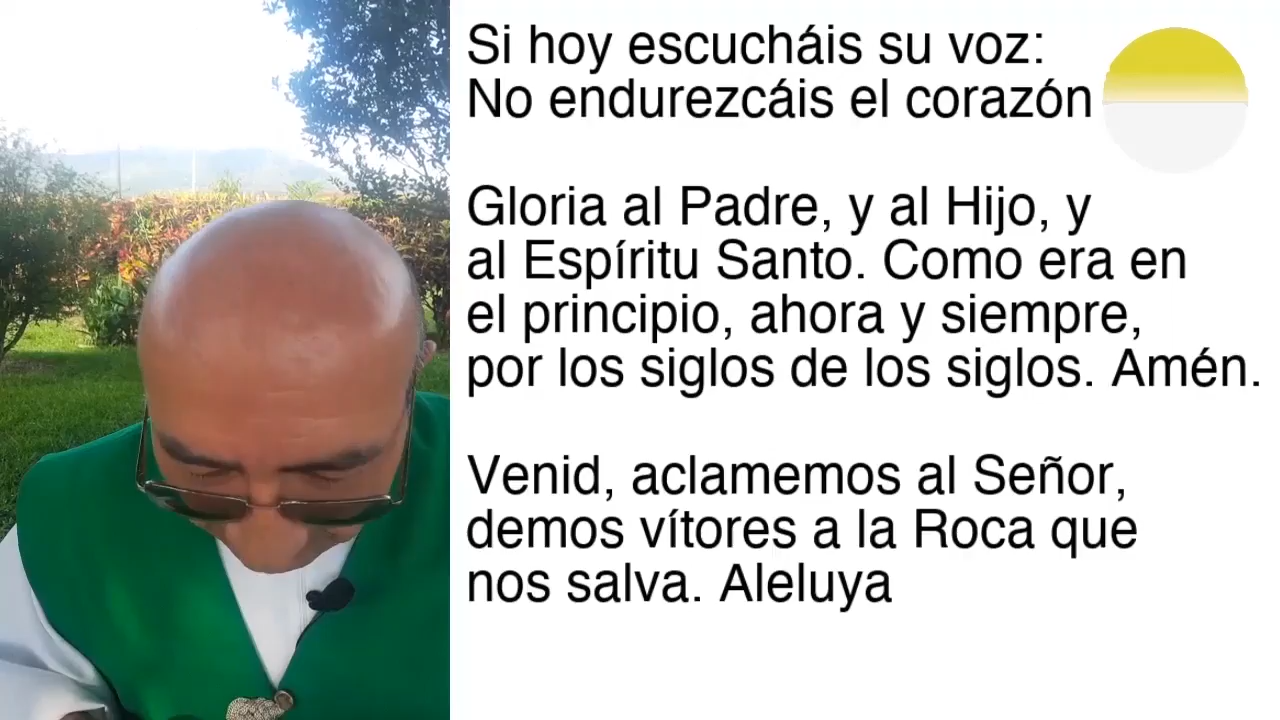 Si hoy escucháis su voz:
No endurezcáis el corazón
Gloria al Padre, y al Hijo, y
al Espíritu Santo. Como era en
el principio, ahora y siempre,
por los siglos de los siglos. Amén.
Venid, aclamemos al Señor,
demos vítores a la Roca que
nos salva. Aleluya